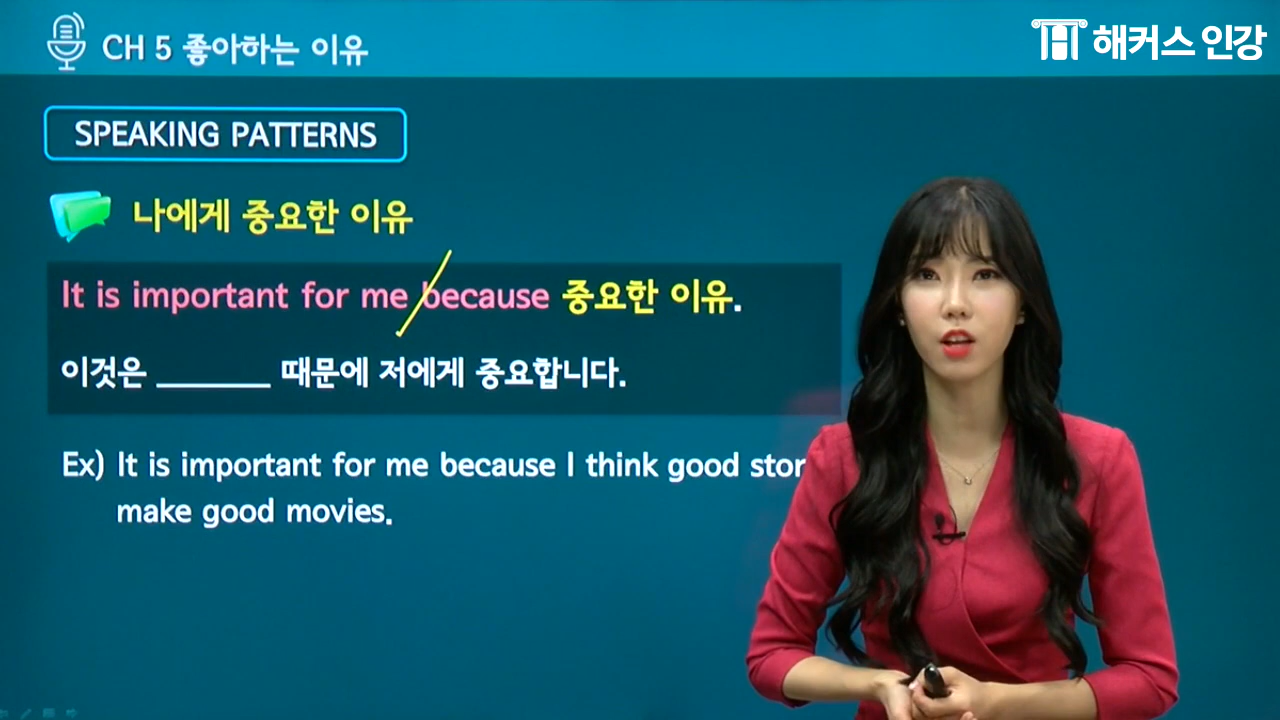 CH 5 좋아하는 이유
해커스 인강
SPEAKING PATTERNS
나에게 중요한 이유
It is important for me because 중요한 이유.
이것은 ________ 때문에 저에게 중요합니다.
Ex) It is important for me because I think good stor
make good movies.